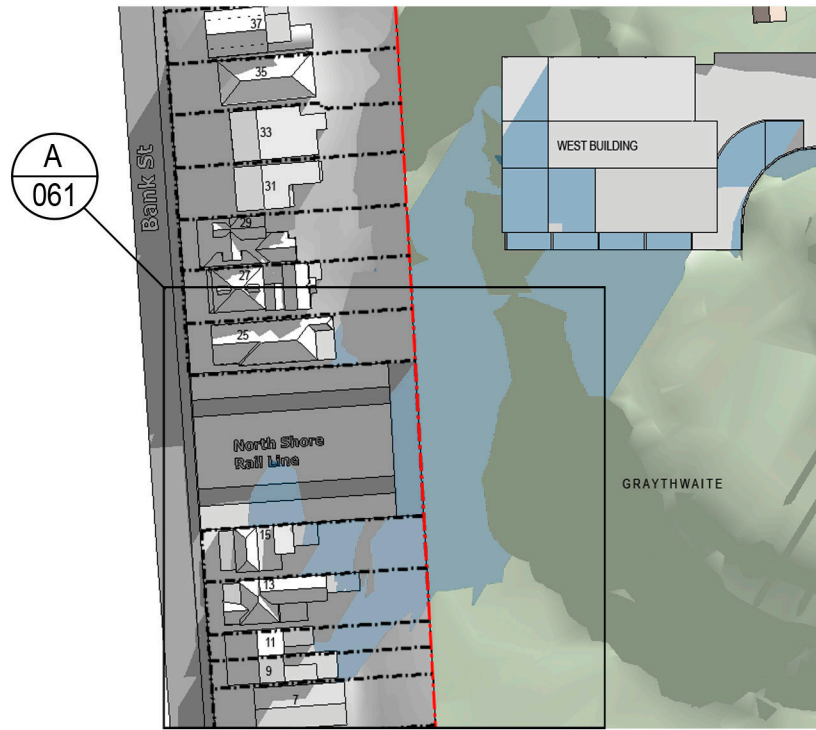 37
35
WEST BUILDING
33
A
061
Bank St
31
29
27
25
North Shore
Rail Line
GRAYTHWAITE
15
13
11
9
7